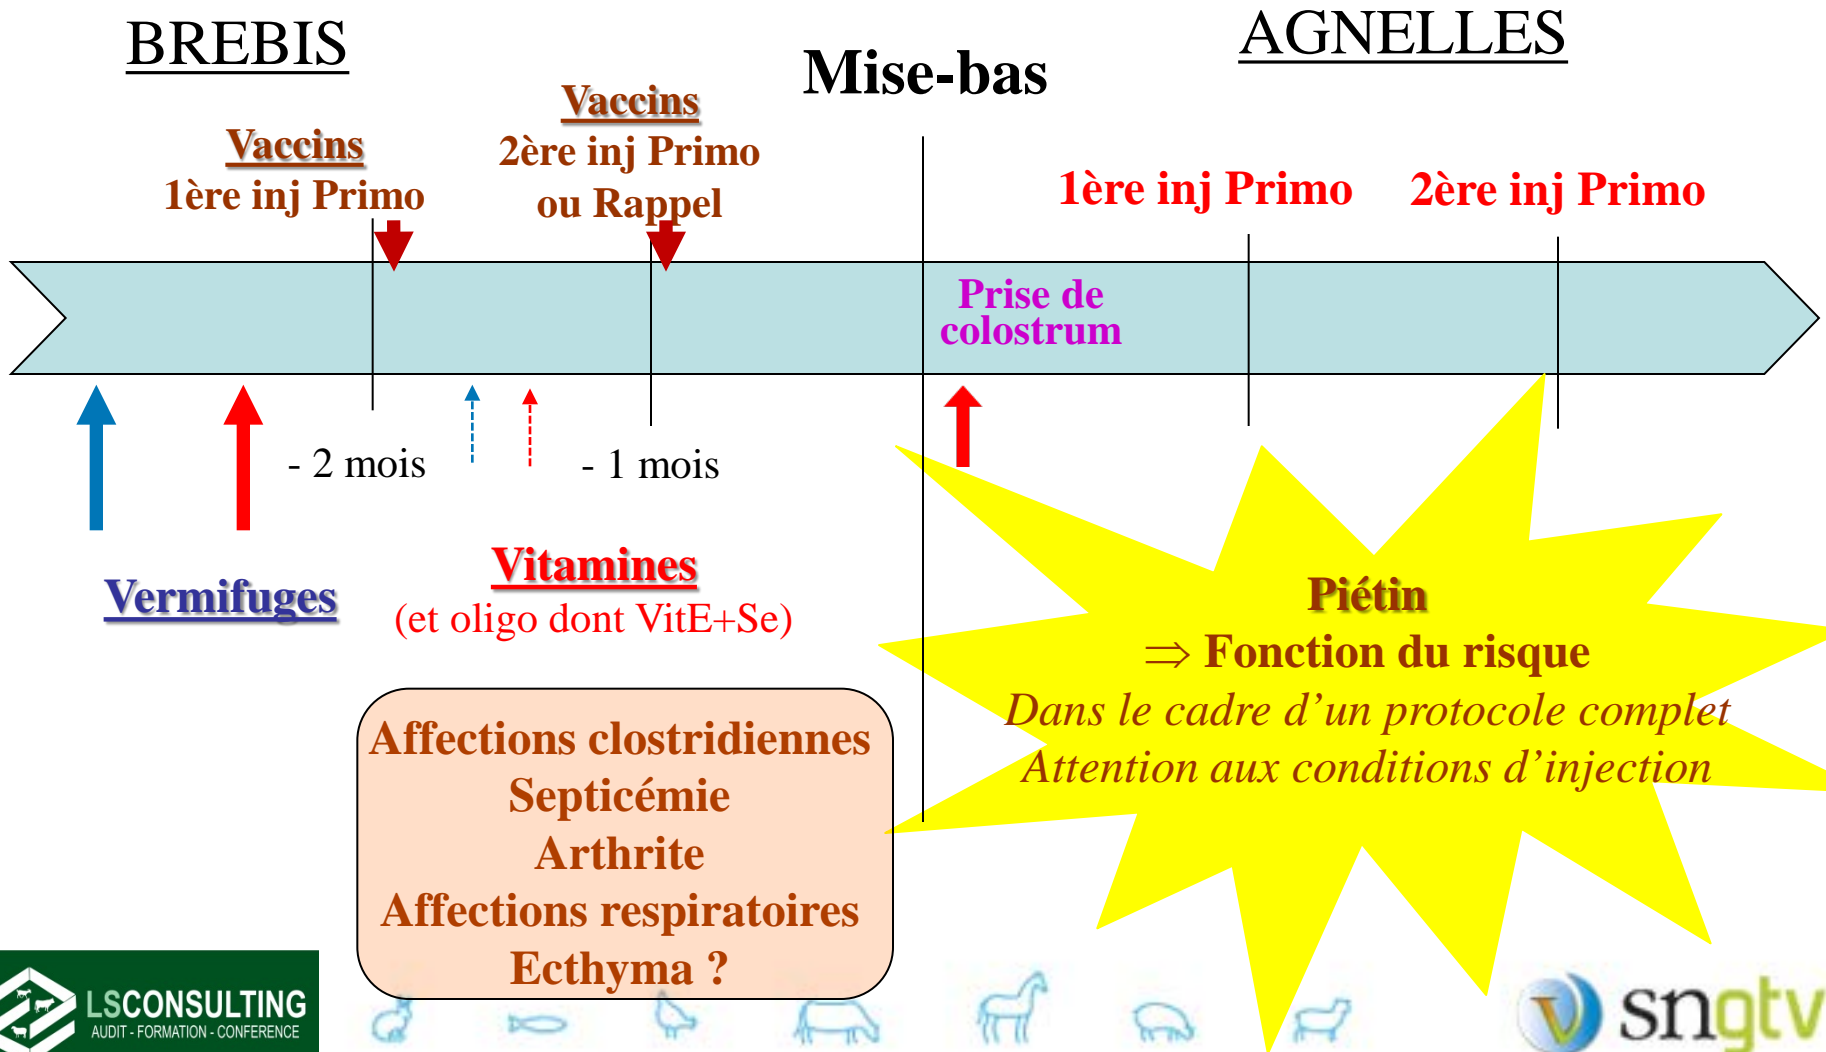 BREBIS
Mise-bas
AGNELLES
Vaccins
1ère inj Primo
Vaccins
2ère inj Primo
ou Rappel
1ère inj Primo
2ère inj Primo
Prise de
colostrum
- 2 mois
- 1 mois
Vermifuges
Vitamines
(et oligo dont VitE+Se)
Affections clostridiennes
Septicémie
Arthrite
Affections respiratoires
Ecthyma ?
Piétin
⇒ Fonction du risque
Dans le cadre d’un protocole complet
Attention aux conditions d’injection
LSCONSULTING
AUDIT - FORMATION - CONFERENCE
sngtv